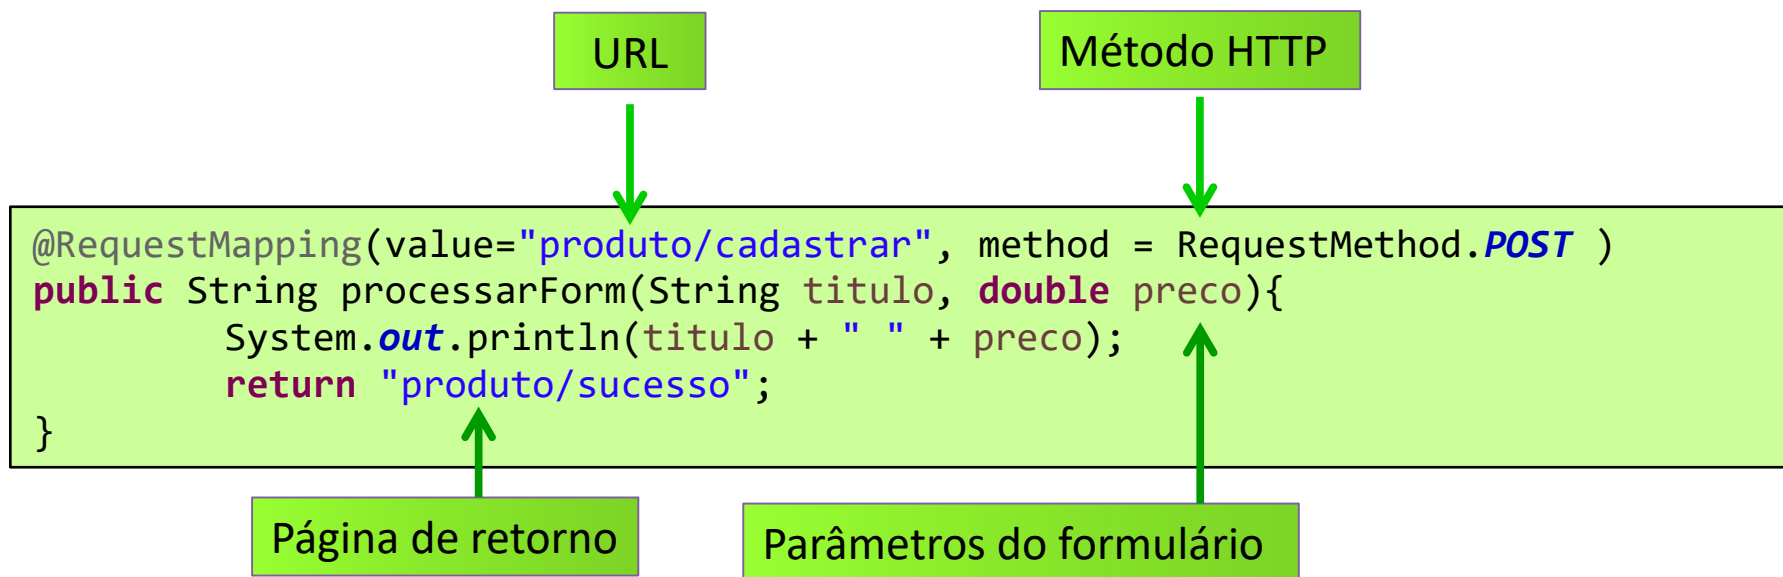 URL
Método HTTP
@RequestMapping(value="produto/cadastrar", method = RequestMethod.POST )
public String processarForm(String titulo, double preco){
System.out.println(titulo + " " + preco);
return "produto/sucesso";
}
Página de retorno
Parâmetros do formulário